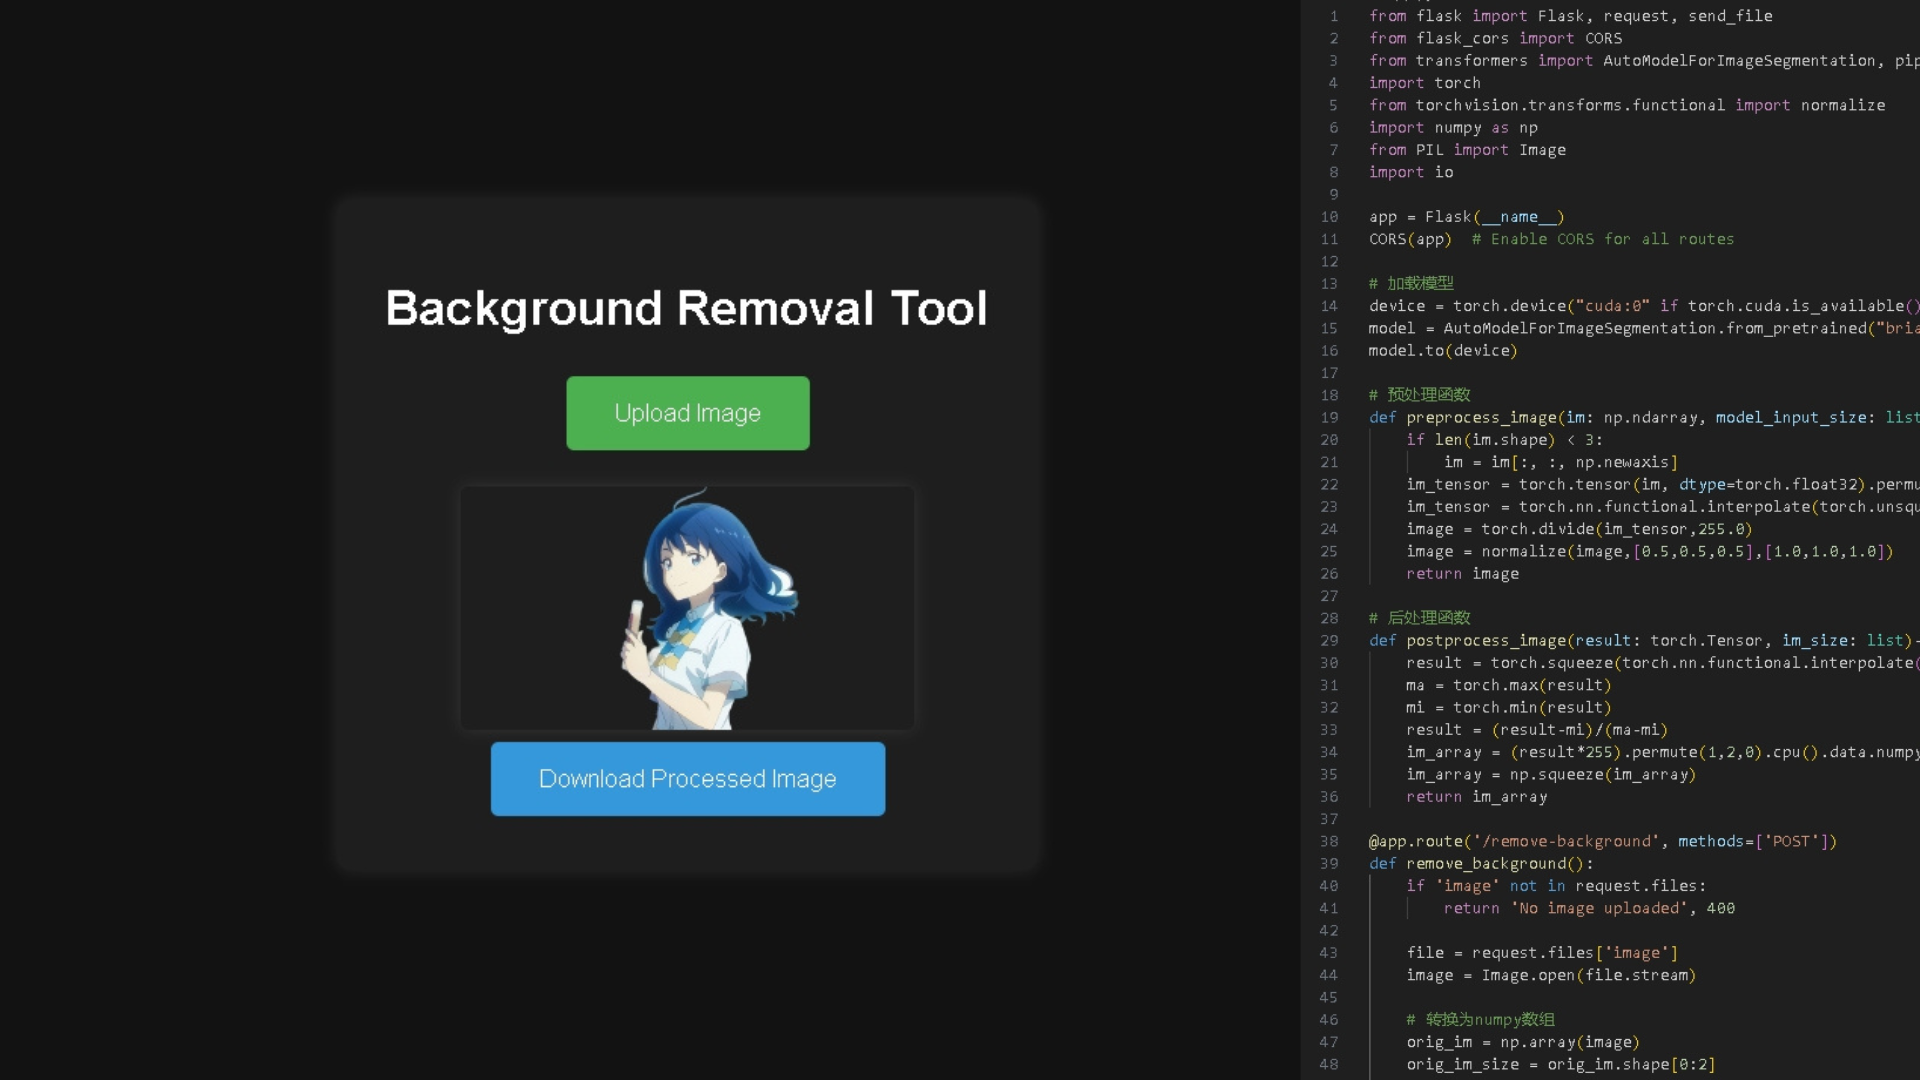 Background Removal Tool
Upload Image
Download Processed Image
1 from flask import Flask, request, send_file
2 from flask_cors import CORS
3 from transformers import AutoModelForImageSegmentation, pip
4 import torch
5 from torchvision.transforms.functional import normalize
6 import numpy as np
7 from PIL import Image
8 import io
9
10 app = Flask(__name__)
11 CORS(app)  # Enable CORS for all routes
12
13 # 加载模型
14 device = torch.device("cuda:0" if torch.cuda.is_available()
15 model = AutoModelForImageSegmentation.from_pretrained("bria
16 model.to(device)
17
18 # 预处理函数
19 def preprocess_image(im: np.ndarray, model_input_size: list
20     if len(im.shape) < 3:
21         im = im[:, :, np.newaxis]
22     im_tensor = torch.tensor(im, dtype=torch.float32).permu
23     im_tensor = torch.nn.functional.interpolate(torch.unsqu
24     image = torch.divide(im_tensor,255.0)
25     image = normalize(image,[0.5,0.5,0.5],[1.0,1.0,1.0])
26     return image
27
28 # 后处理函数
29 def postprocess_image(result: torch.Tensor, im_size: list)-
30     result = torch.squeeze(torch.nn.functional.interpolate(
31     ma = torch.max(result)
32     mi = torch.min(result)
33     result = (result-mi)/(ma-mi)
34     im_array = (result*255).permute(1,2,0).cpu().data.numpy
35     im_array = np.squeeze(im_array)
36     return im_array
37
38 @app.route('/remove-background', methods=['POST'])
39 def remove_background():
40     if 'image' not in request.files:
41         return 'No image uploaded', 400
42
43     file = request.files['image']
44     image = Image.open(file.stream)
45
46     # 转换为numpy数组
47     orig_im = np.array(image)
48     orig_im_size = orig_im.shape[0:2]